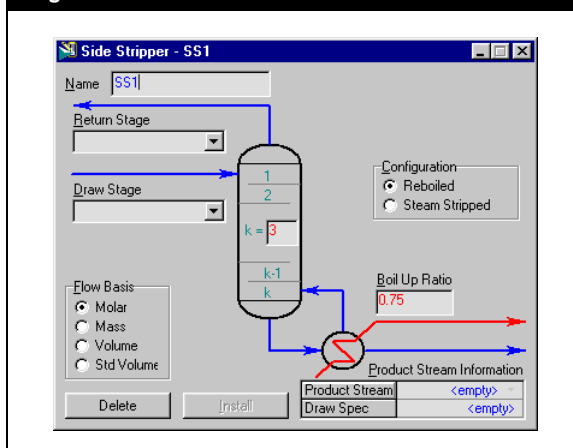 Side Stripper - SS1
Name SS1
Return Stage
Draw Stage
1
2
k = 3
k-1
k
Configuration
Reboiled
Steam Stripped
Flow Basis
Molar
Mass
Volume
Std Volume
Boil Up Ratio
0.75
Product Stream Information
Product Stream <empty>
Draw Spec <empty>
Delete
Install